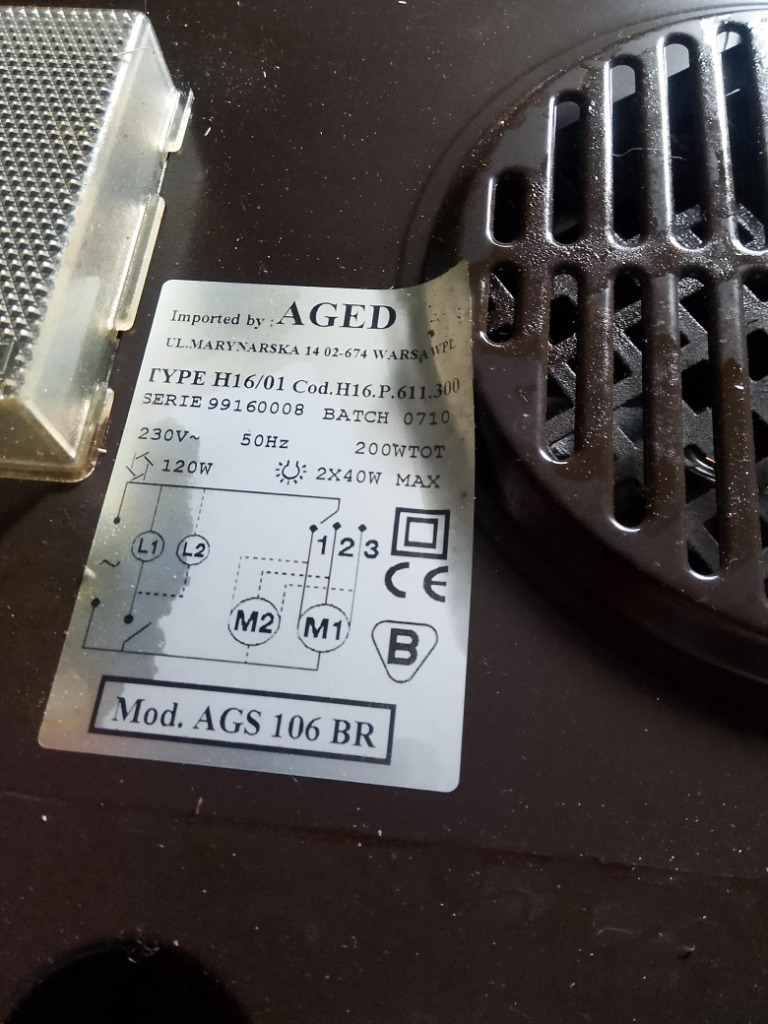 Imported by : AGED
UL.MARYNARSKA 14 02-674 WARSAWPL
TYPE H16/01 Cod.H16.P.611.300
SERIE 99160008 BATCH 0710
230V~ 50Hz 200WTOT
120W 2X40W MAX
1 2 3
L1 L2
~
CE
M2 M1
B
Mod. AGS 106 BR